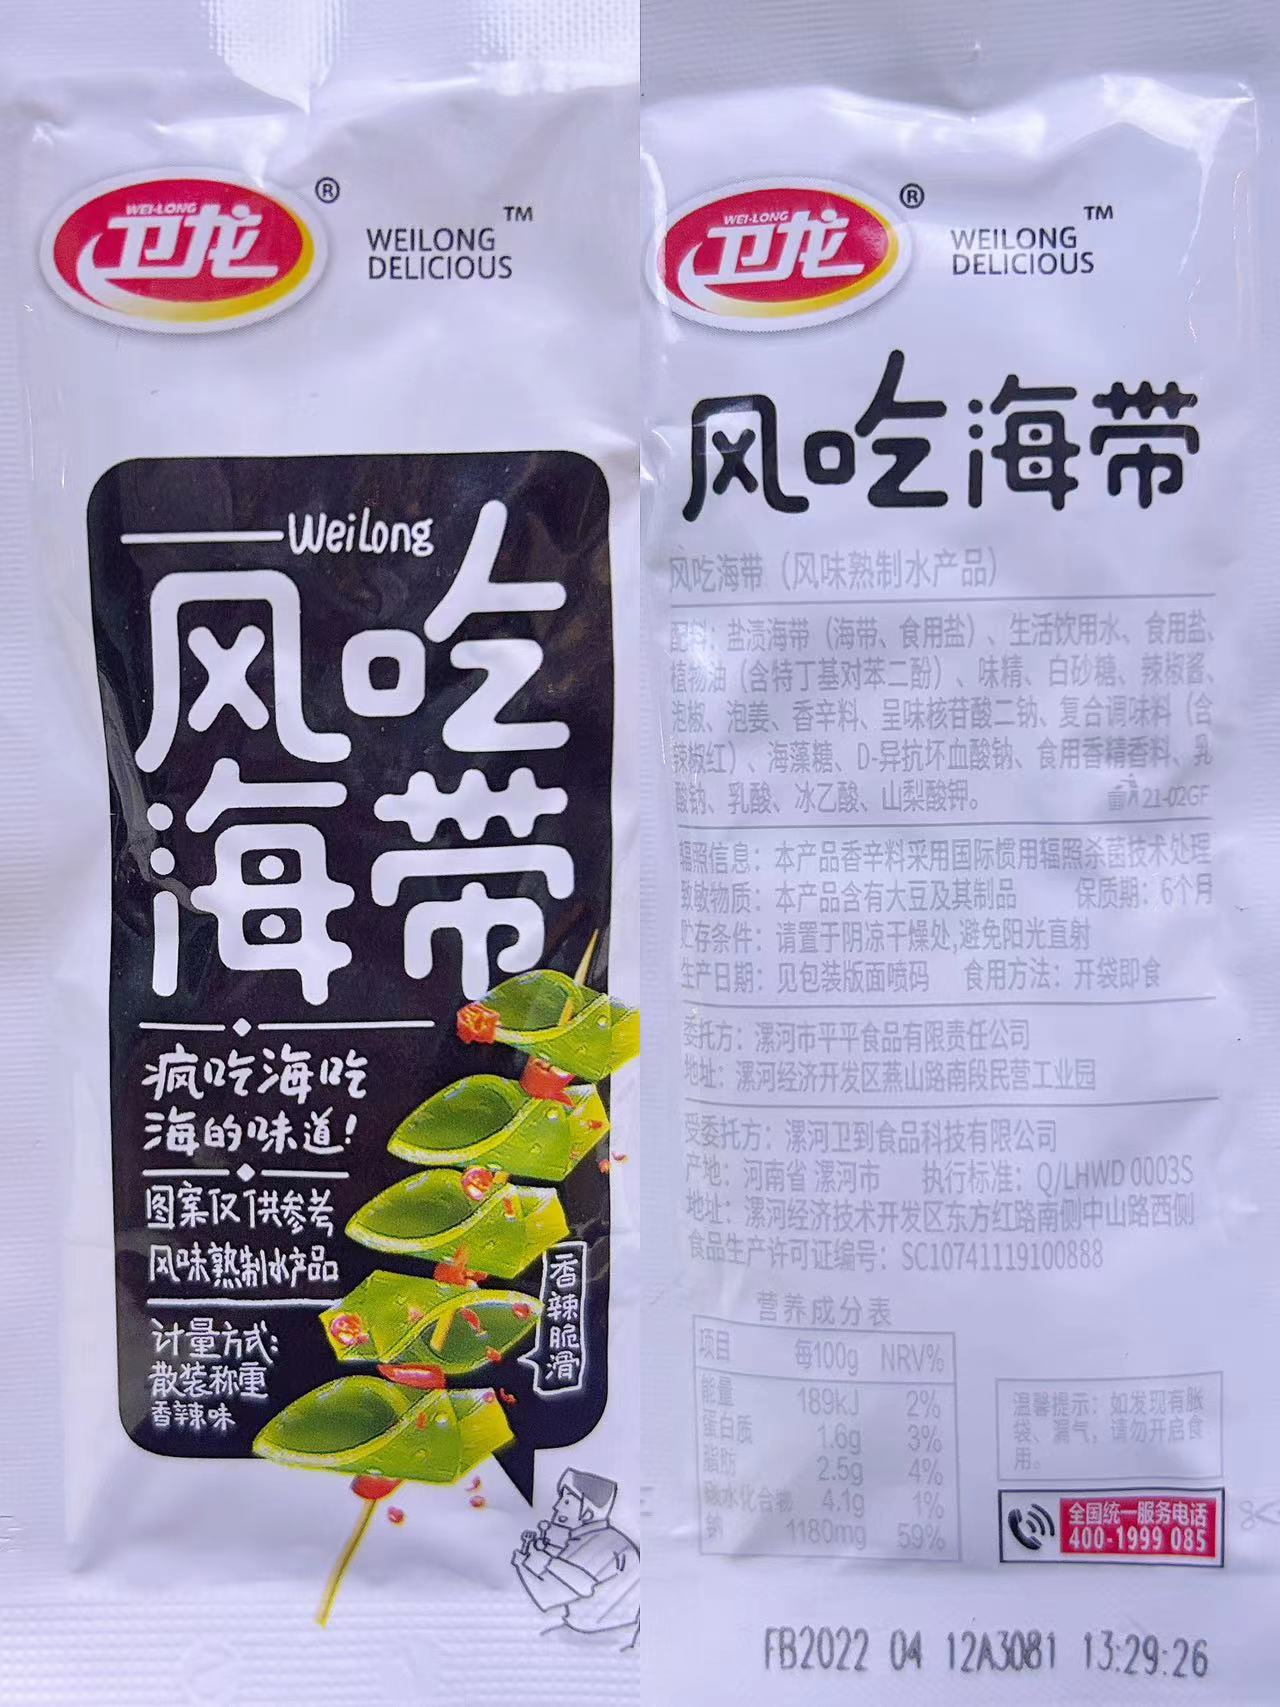 WEI-LONG
卫龙
®
WEILONG
DELICIOUS
TM
WeiLong
风吃
海带
疯吃海吃
海的味道!
图案仅供参考
风味熟制水产品
计量方式:
散装称重
香辣味
香辣脆滑
WEI-LONG
卫龙
®
WEILONG
DELICIOUS
TM
风吃海带
风吃海带（风味熟制水产品）
配料：盐渍海带（海带、食用盐）、生活饮用水、食用盐、
植物油（含特丁基对苯二酚）、味精、白砂糖、辣椒酱、
泡椒、泡姜、香辛料、呈味核苷酸二钠、复合调味料（含
辣椒红）、海藻糖、D-异抗坏血酸钠、食用香精香料、乳
酸钠、乳酸、冰乙酸、山梨酸钾。
21-02GF
辐照信息：本产品香辛料采用国际惯用辐照杀菌技术处理
致敏物质：本产品含有大豆及其制品 保质期：6个月
贮存条件：请置于阴凉干燥处,避免阳光直射
生产日期：见包装版面喷码 食用方法：开袋即食
委托方：漯河市平平食品有限责任公司
地址：漯河经济开发区燕山路南段民营工业园
受委托方：漯河卫到食品科技有限公司
产地：河南省 漯河市 执行标准：Q/LHWD 0003S
地址：漯河经济技术开发区东方红路南侧中山路西侧
食品生产许可证编号：SC10741119100888
营养成分表
项目 每100g NRV%
能量 189kJ 2%
蛋白质 1.6g 3%
脂肪 2.5g 4%
碳水化合物 4.1g 1%
钠 1180mg 59%
温馨提示：如发现有胀
袋、漏气，请勿开启食
用。
全国统一服务电话
400-1999 085
FB2022 04 12A3081 13:29:26